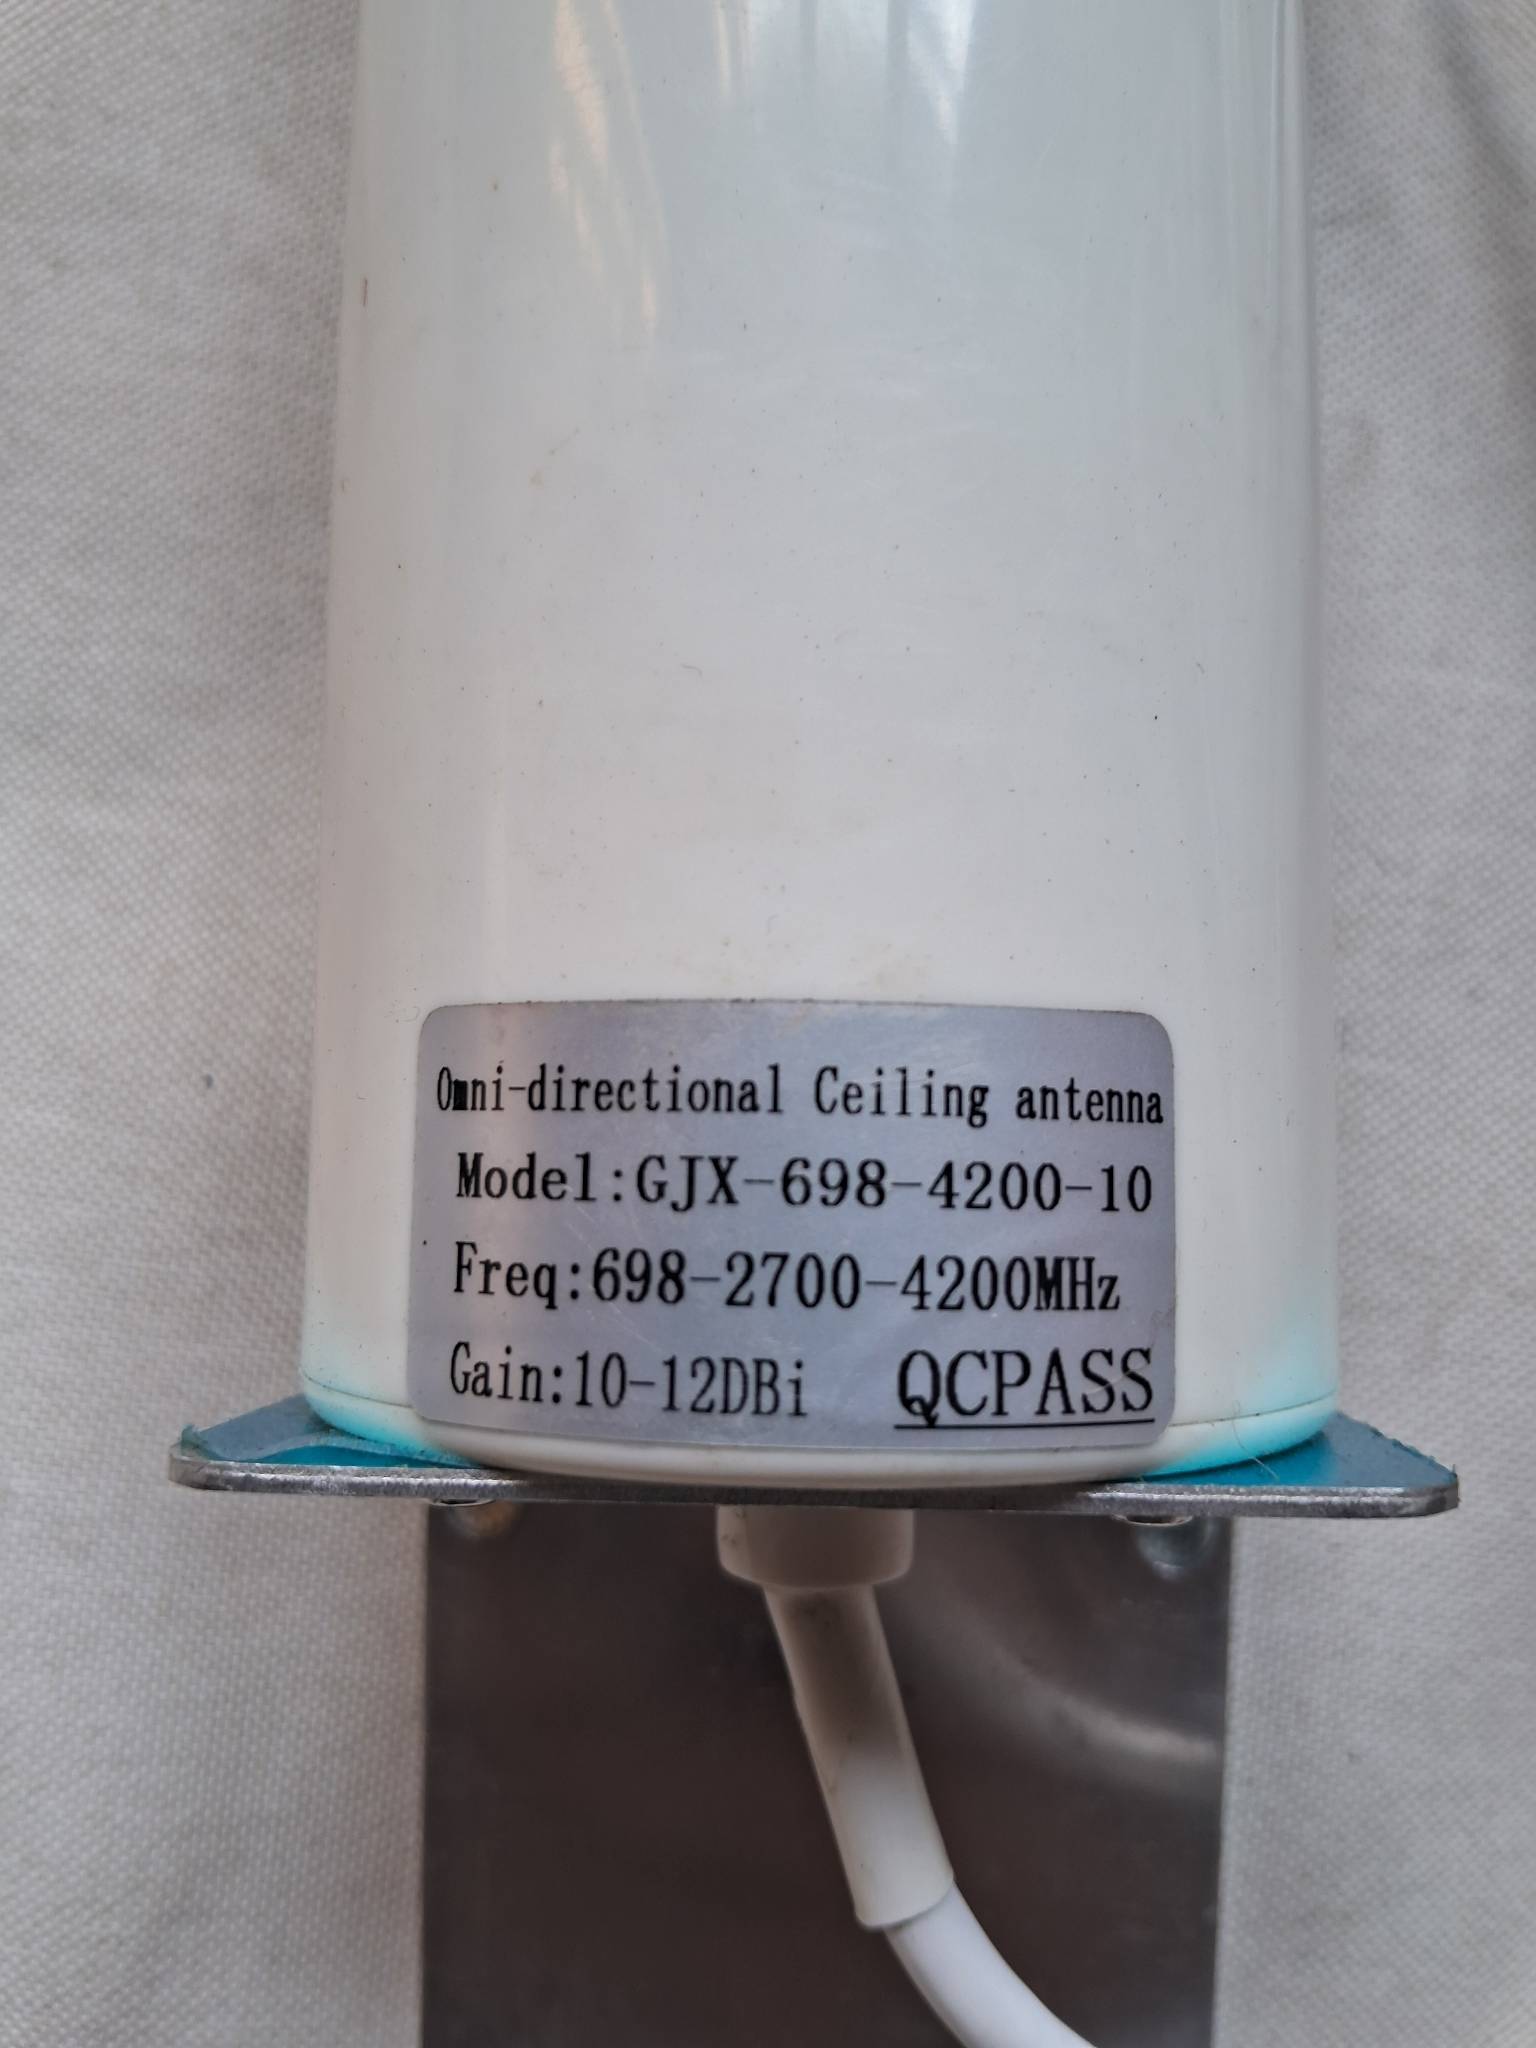 Omni-directional Ceiling antenna
Model:GJX-698-4200-10
Freq:698-2700-4200MHz
Gain:10-12DBi QCPASS